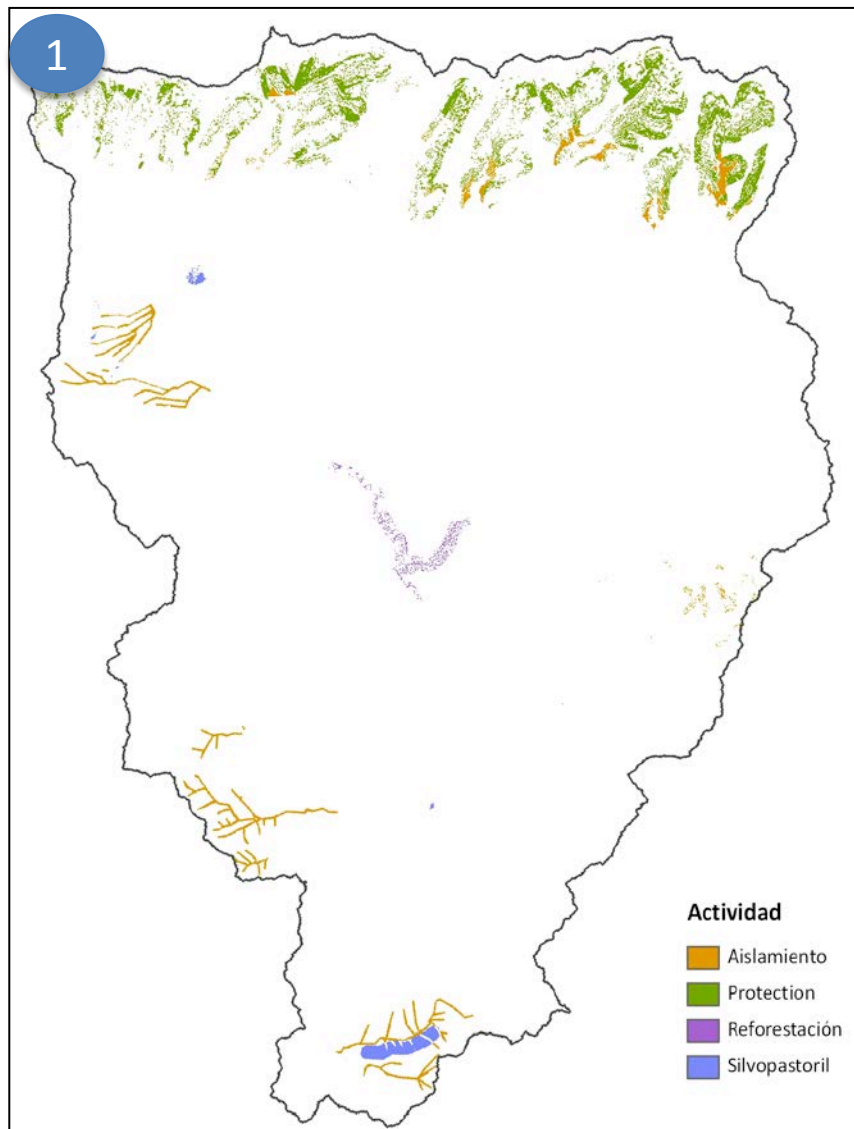 1
Actividad
Aislamiento
Protection
Reforestación
Silvopastoril